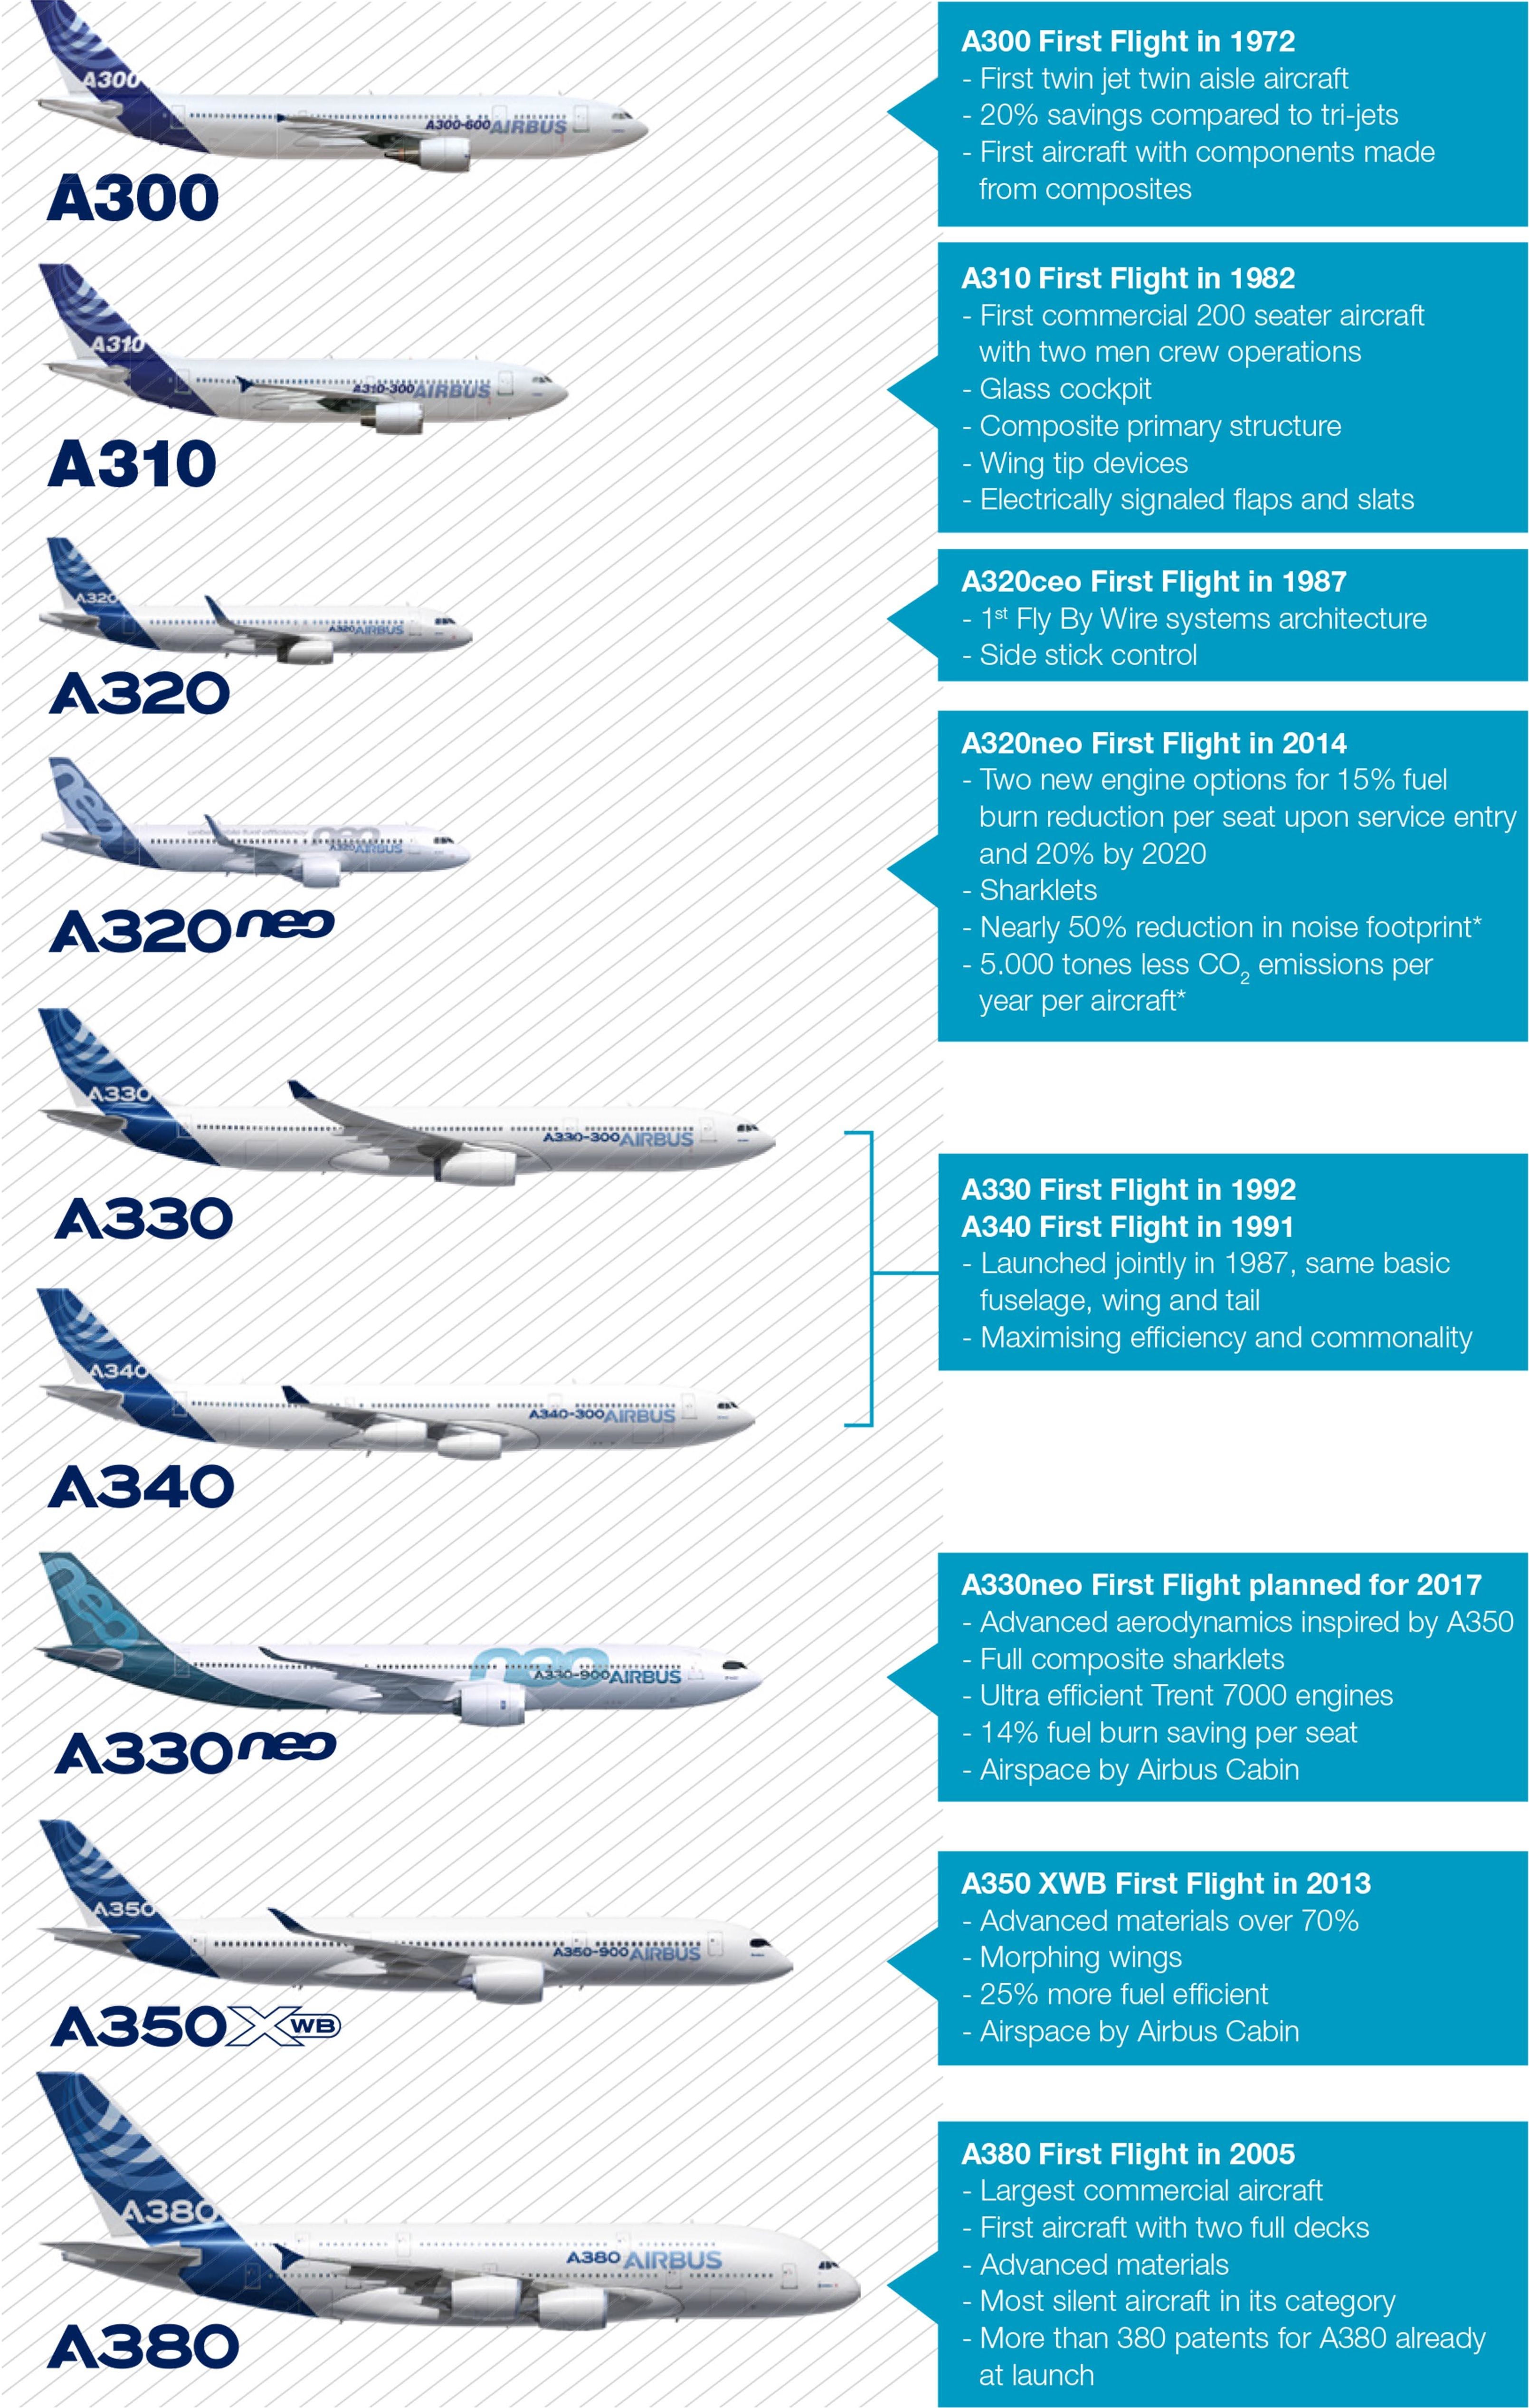 A300
A300-600 AIRBUS
A300
A300 First Flight in 1972
- First twin jet twin aisle aircraft
- 20% savings compared to tri-jets
- First aircraft with components made
from composites
A310
A310-300 AIRBUS
A310
A310 First Flight in 1982
- First commercial 200 seater aircraft
with two men crew operations
- Glass cockpit
- Composite primary structure
- Wing tip devices
- Electrically signaled flaps and slats
A320
A320 AIRBUS
A320
A320ceo First Flight in 1987
- 1st Fly By Wire systems architecture
- Side stick control
neo
fuel efficiency neo
A320 AIRBUS
A320neo
A320neo First Flight in 2014
- Two new engine options for 15% fuel
burn reduction per seat upon service entry
and 20% by 2020
- Sharklets
- Nearly 50% reduction in noise footprint*
- 5.000 tones less CO2 emissions per
year per aircraft*
A330
A330-300 AIRBUS
A330
A340
A340-300 AIRBUS
A340
A330 First Flight in 1992
A340 First Flight in 1991
- Launched jointly in 1987, same basic
fuselage, wing and tail
- Maximising efficiency and commonality
neo
neo
A330-900 AIRBUS
A330neo
A330neo First Flight planned for 2017
- Advanced aerodynamics inspired by A350
- Full composite sharklets
- Ultra efficient Trent 7000 engines
- 14% fuel burn saving per seat
- Airspace by Airbus Cabin
A350
A350-900 AIRBUS
A350 XWB
A350 XWB First Flight in 2013
- Advanced materials over 70%
- Morphing wings
- 25% more fuel efficient
- Airspace by Airbus Cabin
A380
A380 AIRBUS
A380
A380 First Flight in 2005
- Largest commercial aircraft
- First aircraft with two full decks
- Advanced materials
- Most silent aircraft in its category
- More than 380 patents for A380 already
at launch